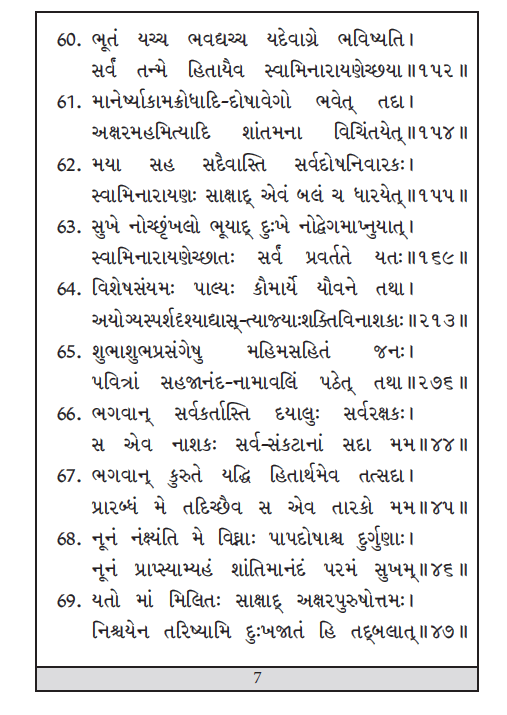 60. ભૂતં યચ્ચ ભવદ્યચ્ચ યદેવાગ્રે ભવિષ્યતિ।
સર્વં તન્મે હિતાયૈવ સ્વામિનારાયણેચ્છયા॥૧૫૨॥
61. માનેર્ષ્યાકામક્રોધાદિ-દોષાવેગો ભવેત્ તદા।
અક્ષરમહમિત્યાદિ શાંતમના વિચિંતયેત્॥૧૫૪॥
62. મયા સહ સદૈવાસ્તિ સર્વદોષનિવારકઃ।
સ્વામિનારાયણઃ સાક્ષાદ્ એવં બલં ચ ધારયેત્॥૧૫૫॥
63. સુખે નોચ્છૃંખલો ભૂયાદ્ દુઃખે નોદ્વેગમાપ્નુયાત્।
સ્વામિનારાયણેચ્છાતઃ સર્વં પ્રવર્તતે યતઃ॥૧૬૯॥
64. વિશેષસંયમઃ પાલ્યઃ કૌમાર્યે યૌવને તથા।
અયોગ્યસ્પર્શદૃશ્યાદ્યાસ્-ત્યાજ્યાઃશક્તિવિનાશકાઃ॥૨૧૩॥
65. શુભાશુભપ્રસંગેષુ મહિમસહિતં જનઃ।
પવિત્રાં સહજાનંદ-નામાવલિં પઠેત્ તથા॥૨૭૬॥
66. ભગવાન્ સર્વકર્તાસ્તિ દયાલુઃ સર્વરક્ષકઃ।
સ એવ નાશકઃ સર્વ-સંકટાનાં સદા મમ॥૪૪॥
67. ભગવાન્ કુરુતે યદ્ધિ હિતાર્થમેવ તત્સદા।
પ્રારબ્ધં મે તદિચ્છૈવ સ એવ તારકો મમ॥૪૫॥
68. નૂનં નંક્ષ્યંતિ મે વિઘ્નાઃ પાપદોષાશ્ચ દુર્ગુણાઃ।
નૂનં પ્રાપ્સ્યામ્યહં શાંતિમાનંદં પરમં સુખમ્॥૪૬॥
69. યતો માં મિલિતઃ સાક્ષાદ્ અક્ષરપુરુષોત્તમઃ।
નિશ્ચયેન તરિષ્યામિ દુઃખજાતં હિ તદ્બલાત્॥૪૭॥
7